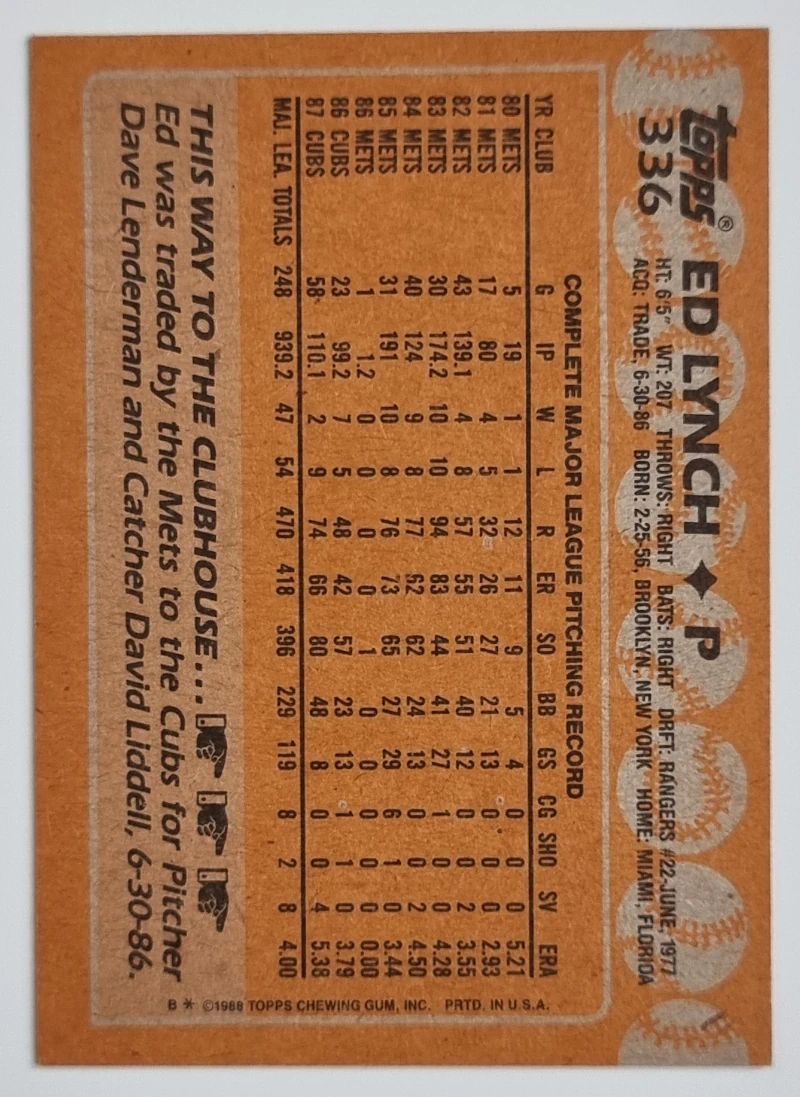 topps®
336
ED LYNCH ♦ P
HT: 6'5" WT: 207 THROWS: RIGHT BATS: RIGHT DRFT: RANGERS #22-JUNE, 1977
ACQ: TRADE, 6-30-86 BORN: 2-25-56, BROOKLYN, NEW YORK HOME: MIAMI, FLORIDA
COMPLETE MAJOR LEAGUE PITCHING RECORD
YR CLUB G IP W L R ER SO BB GS CG SHO SV ERA
80 METS 5 19 1 1 12 11 9 5 4 0 0 0 5.21
81 METS 17 80 4 5 32 26 27 21 13 0 0 0 2.93
82 METS 43 139.1 4 8 57 55 51 40 12 0 0 2 3.55
83 METS 30 174.2 10 10 94 83 44 41 27 1 0 0 4.28
84 METS 40 124 9 8 77 62 62 24 13 0 0 2 4.50
85 METS 31 191 10 8 76 73 65 27 29 6 1 0 3.44
86 METS 1 1.2 0 0 0 0 1 0 0 0 0 0 0.00
86 CUBS 23 99.2 7 5 48 42 57 23 13 1 1 0 3.79
87 CUBS 58 110.1 2 9 74 66 80 48 8 0 0 4 5.38
MAJ. LEA. TOTALS 248 939.2 47 54 470 418 396 229 119 8 2 8 4.00
THIS WAY TO THE CLUBHOUSE...
Ed was traded by the Mets to the Cubs for Pitcher
Dave Lenderman and Catcher David Liddell, 6-30-86.
B * ©1988 TOPPS CHEWING GUM, INC. PRTD. IN U.S.A.